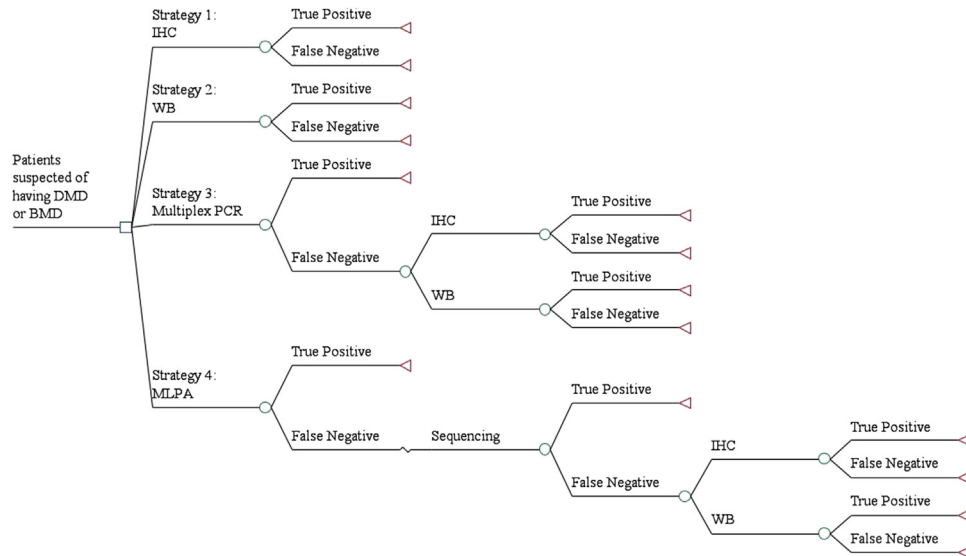 Strategy 1:
IHC
True Positive
False Negative
Strategy 2:
WB
True Positive
False Negative
Patients
suspected of
having DMD
or BMD
Strategy 3:
Multiplex PCR
True Positive
False Negative
IHC
True Positive
False Negative
WB
True Positive
False Negative
Strategy 4:
MLPA
True Positive
False Negative
Sequencing
True Positive
False Negative
IHC
True Positive
False Negative
WB
True Positive
False Negative